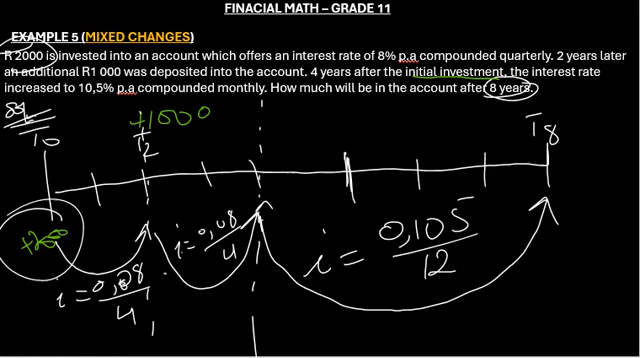 FINACIAL MATH – GRADE 11
EXAMPLE 5 (MIXED CHANGES)
R 2000 is invested into an account which offers an interest rate of 8% p.a compounded quarterly. 2 years later
an additional R1 000 was deposited into the account. 4 years after the initial investment, the interest rate
increased to 10,5% p.a compounded monthly. How much will be in the account after 8 years.
+1000
T0
T2
T8
i = 0,08/4
i = 0,08/4
i = 0,105/12